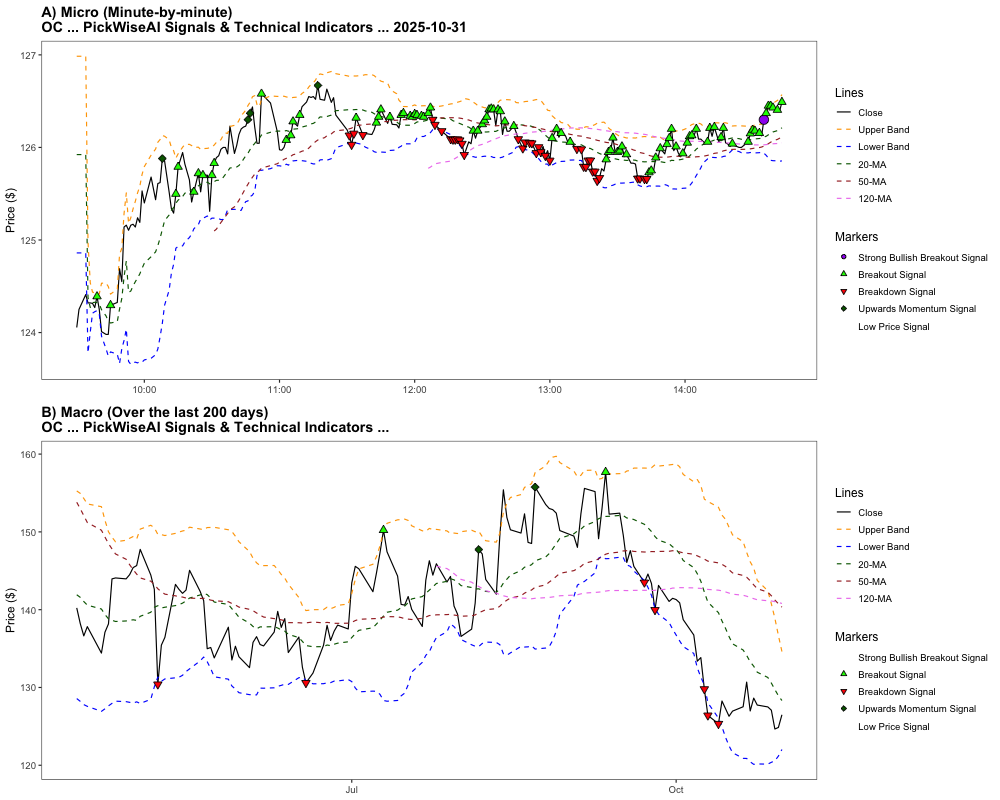 A) Micro (Minute-by-minute)
OC ... PickWiseAI Signals & Technical Indicators ... 2025-10-31
127
126
125
124
Price ($)
10:00
11:00
12:00
13:00
14:00
Lines
Close
Upper Band
Lower Band
20-MA
50-MA
120-MA
Markers
Strong Bullish Breakout Signal
Breakout Signal
Breakdown Signal
Upwards Momentum Signal
Low Price Signal
B) Macro (Over the last 200 days)
OC ... PickWiseAI Signals & Technical Indicators ...
160
150
140
130
120
Price ($)
Jul
Oct
Lines
Close
Upper Band
Lower Band
20-MA
50-MA
120-MA
Markers
Strong Bullish Breakout Signal
Breakout Signal
Breakdown Signal
Upwards Momentum Signal
Low Price Signal